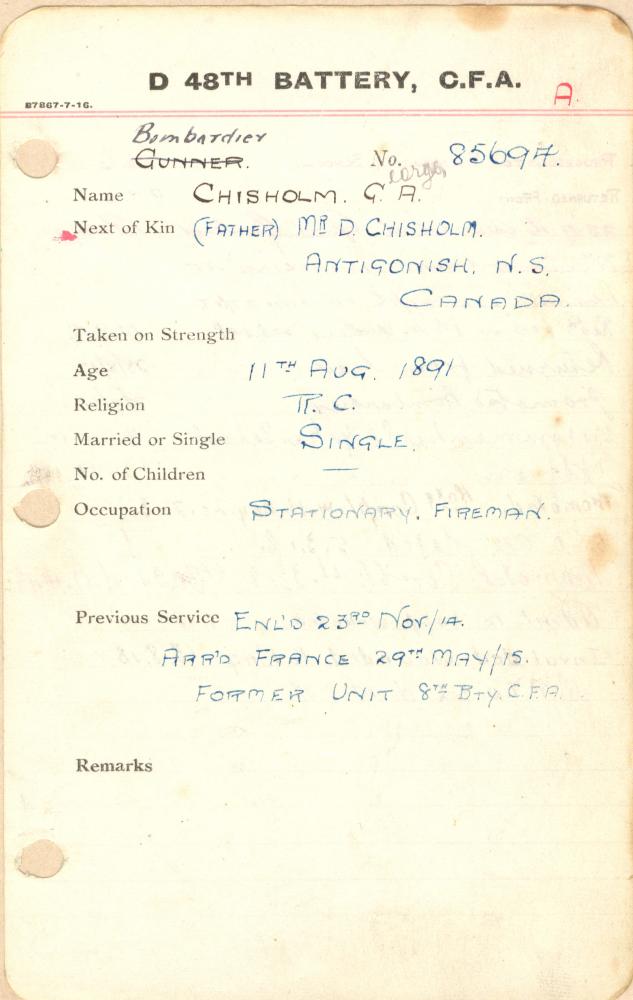 D 48TH BATTERY, C.F.A.
A
B7867-7-16.
Bombardier
GUNNER. No. 85694.
Name CHISHOLM. G. A.
Next of Kin (FATHER) MR D. CHISHOLM.
ANTIGONISH, N.S.
CANADA.
Taken on Strength
Age 11TH AUG. 1891
Religion R.C.
Married or Single SINGLE.
No. of Children —
Occupation STATIONARY. FIREMAN.
Previous Service ENL'D 23RD NOV/14.
ARR'D FRANCE 29TH MAY/15.
FORMER UNIT 8TH BTY. C.F.A.
Remarks